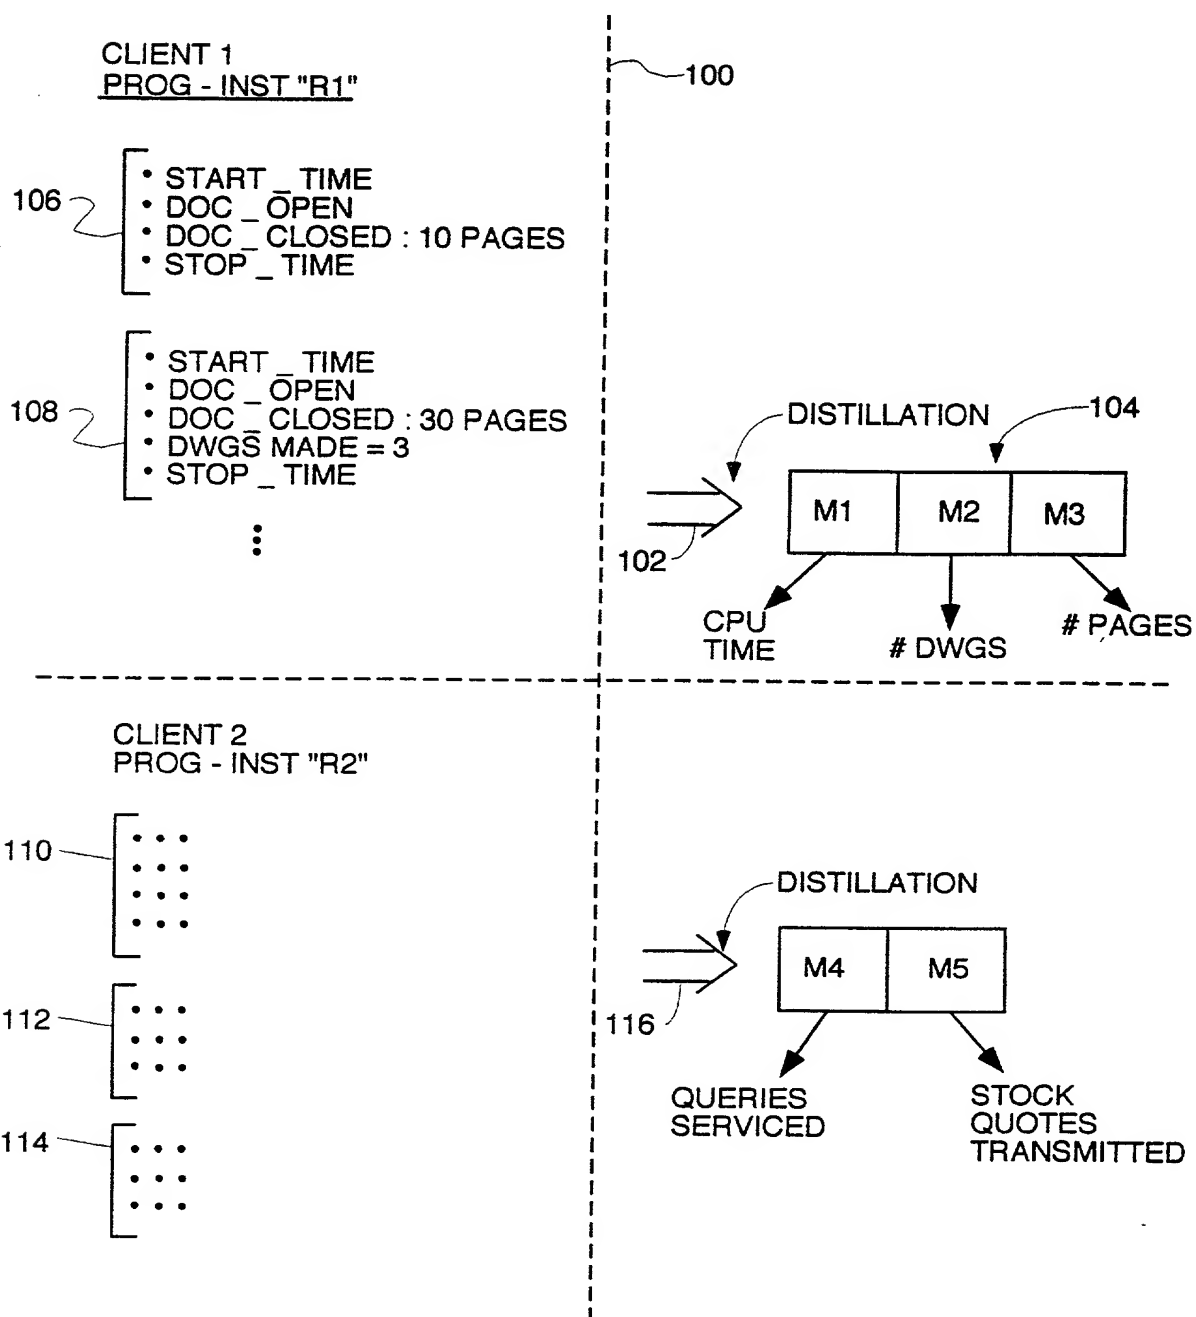 CLIENT 1
PROG - INST "R1"
100
106
• START _ TIME
• DOC _ OPEN
• DOC _ CLOSED : 10 PAGES
• STOP _ TIME
108
• START _ TIME
• DOC _ OPEN
• DOC _ CLOSED : 30 PAGES
• DWGS MADE = 3
• STOP _ TIME
DISTILLATION
104
102
M1 M2 M3
CPU
TIME
# DWGS
# PAGES
CLIENT 2
PROG - INST "R2"
110
112
114
DISTILLATION
116
M4 M5
QUERIES
SERVICED
STOCK
QUOTES
TRANSMITTED